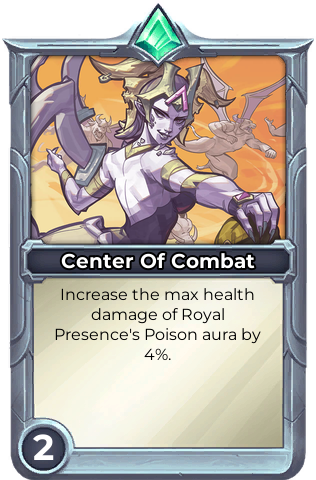 Center Of Combat
Increase the max health
damage of Royal
Presence's Poison aura by
4%.
2